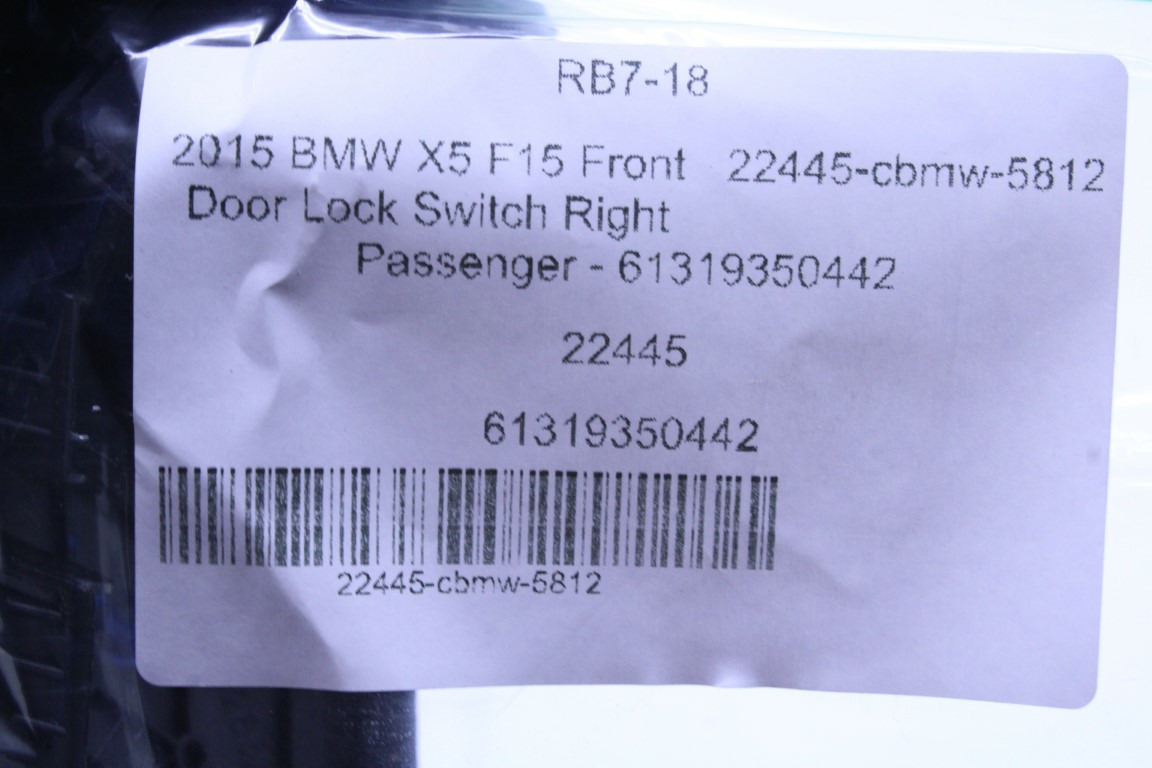 RB7-18
2015 BMW X5 F15 Front 22445-cbmw-5812
Door Lock Switch Right
Passenger - 61319350442
22445
61319350442
22445-cbmw-5812